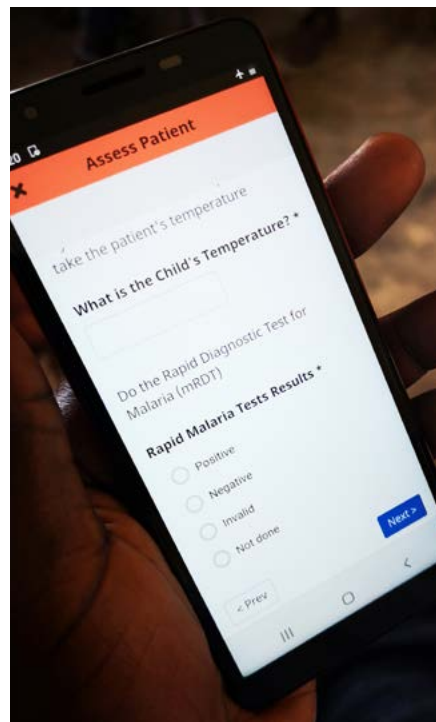 20
Assess Patient
take the patient's temperature
What is the Child's Temperature? *
Do the Rapid Diagnostic Test for
Malaria (mRDT)
Rapid Malaria Tests Results *
Positive
Negative
Invalid
Not done
< Prev
Next >